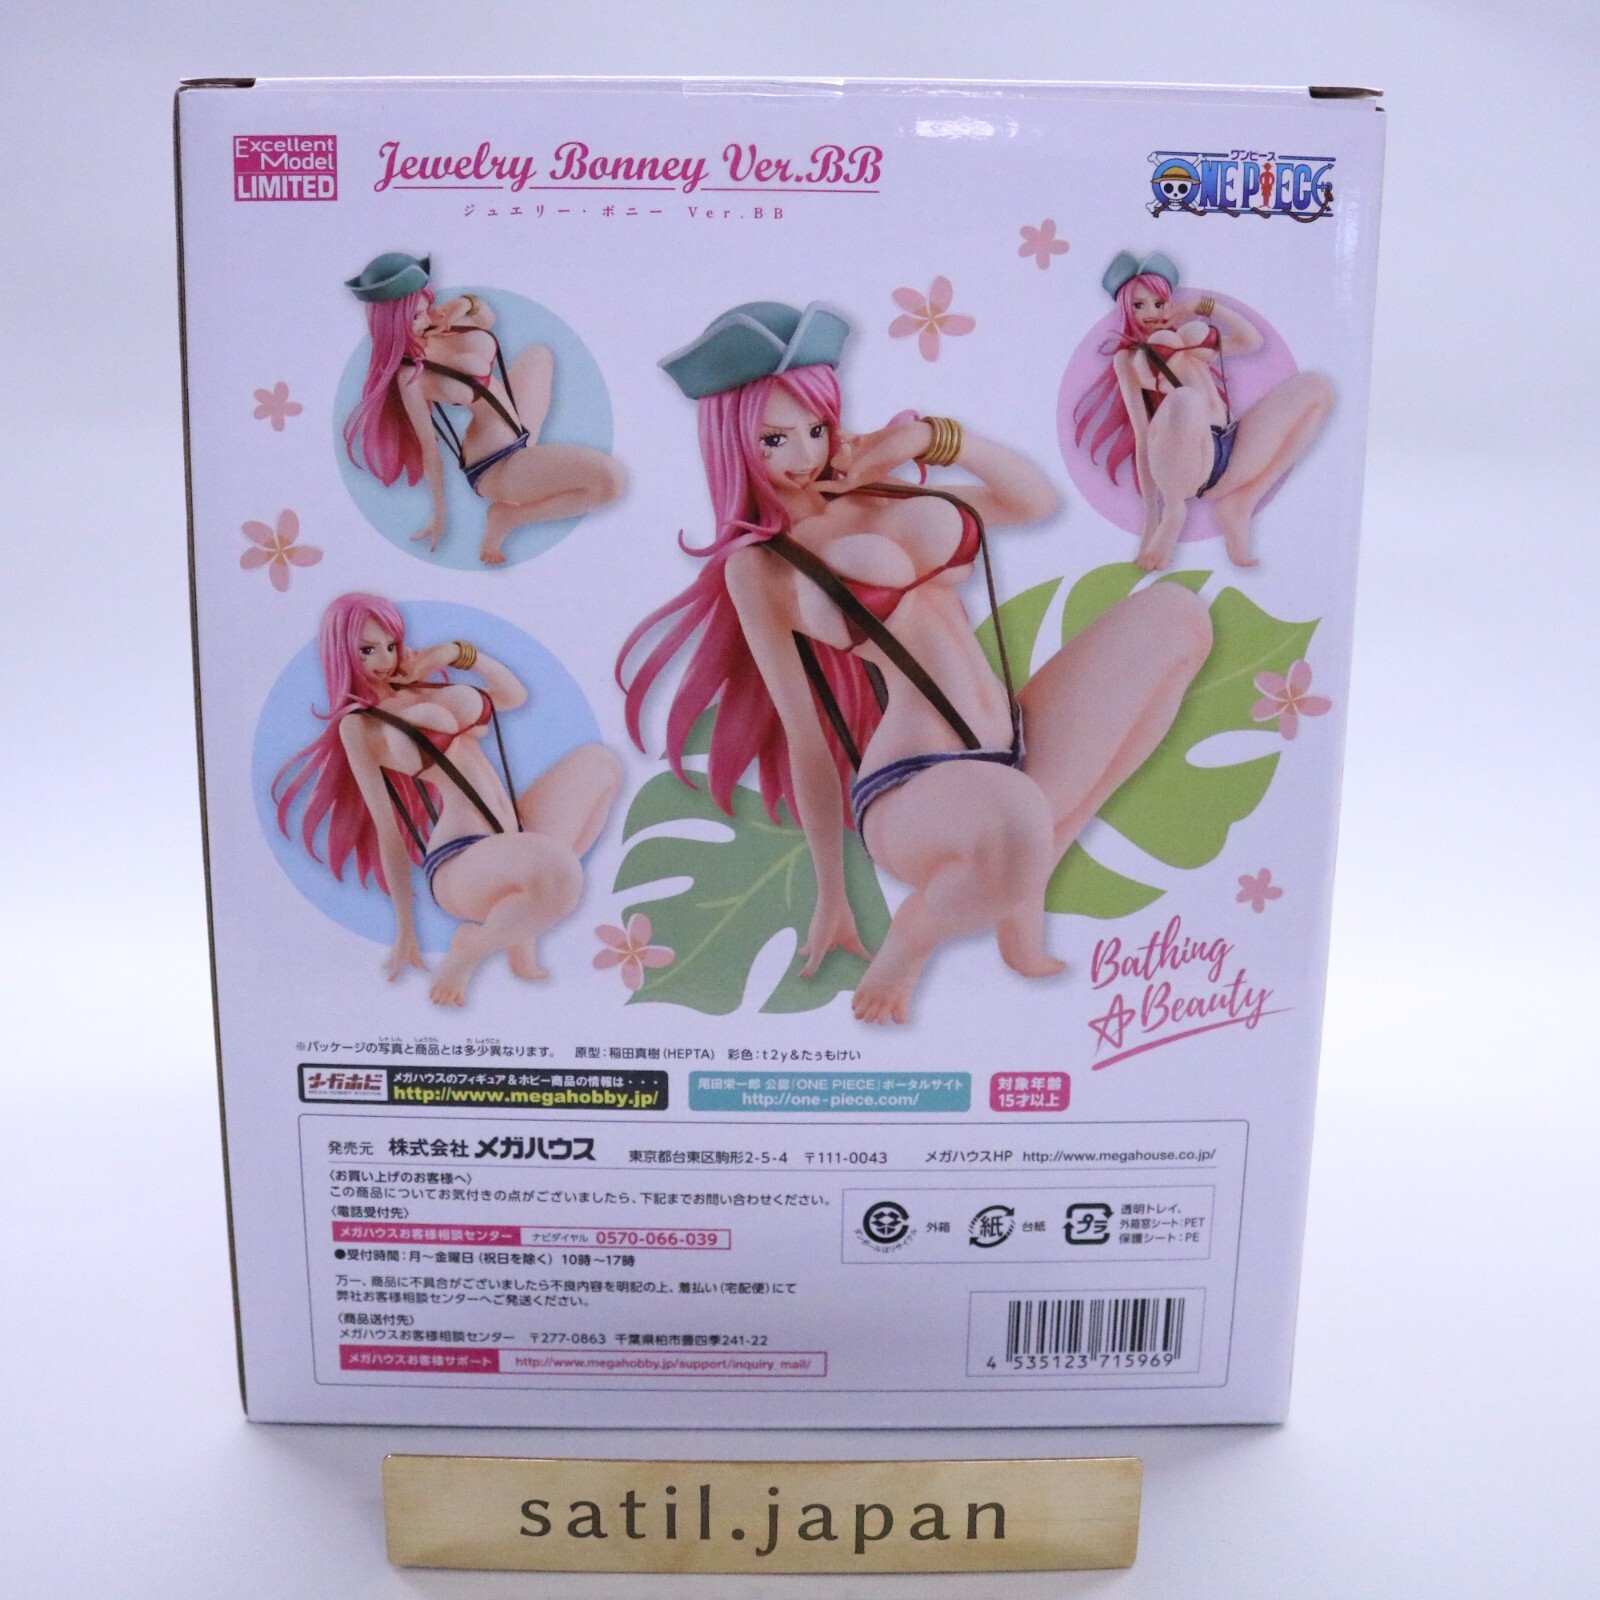 Excellent
Model
LIMITED
Jewelry Bonney Ver.BB
ジュエリー・ボニー Ver.BB
ワンピース
ONE PIECE
Bathing
Beauty
※パッケージの写真と商品とは多少異なります。 原型:稲田真樹(HEPTA) 彩色:t2y&たぅもけい
メガホビ
MEGA HOBBY STATION
メガハウスのフィギュア&ホビー商品の情報は・・・
http://www.megahobby.jp/
尾田栄一郎 公認「ONE PIECE」ポータルサイト
http://one-piece.com/
対象年齢
15才以上
発売元 株式会社メガハウス 東京都台東区駒形2-5-4 〒111-0043 メガハウスHP http://www.megahouse.co.jp/
〈お買い上げのお客様へ〉
この商品についてお気付きの点がございましたら、下記までお問い合わせください。
〈電話受付先〉
メガハウスお客様相談センター ナビダイヤル 0570-066-039
●受付時間:月〜金曜日(祝日を除く) 10時〜17時
万一、商品に不具合がございましたら不良内容を明記の上、着払い(宅配便)にて
弊社お客様相談センターへご発送ください。
〈商品送付先〉
メガハウスお客様相談センター 〒277-0863 千葉県柏市豊四季241-22
メガハウスお客様サポート http://www.megahobby.jp/support/inquiry_mail/
ダンボールはリサイクル
外箱
紙
台紙
プラ
透明トレイ、
外箱窓シート:PET
保護シート:PE
4 535123 715969
satil.japan